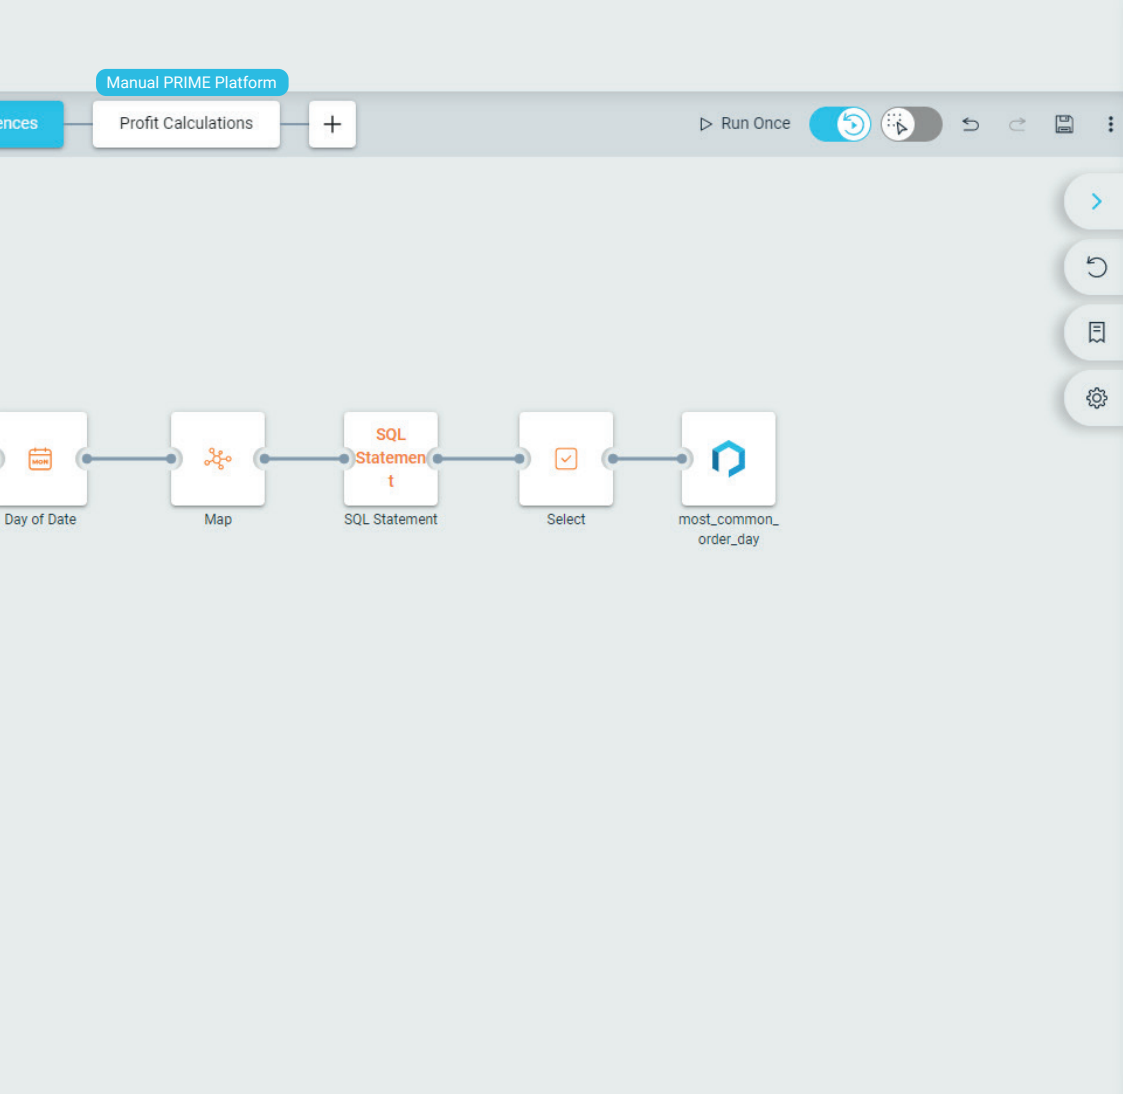 Manual PRIME Platform
ences
Profit Calculations
Run Once
MON
SQL
Statemen
t
Day of Date
Map
SQL Statement
Select
most_common_
order_day